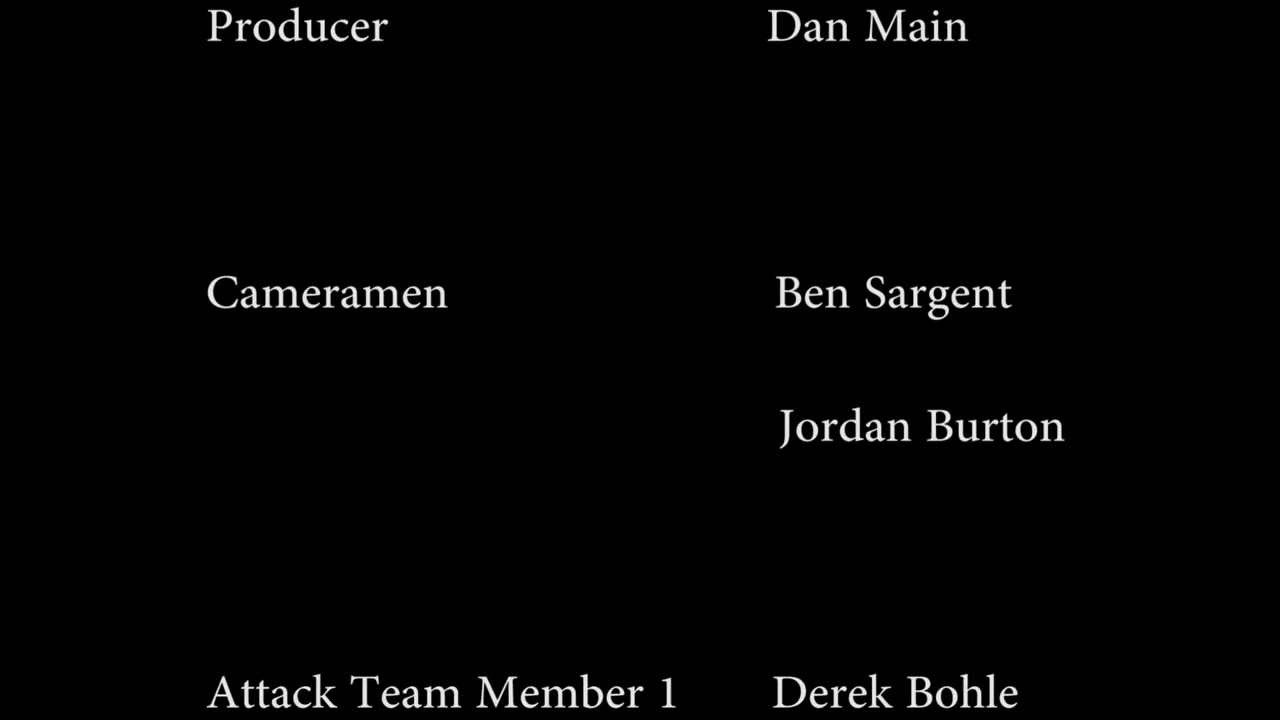 Producer Dan Main
Cameramen Ben Sargent
Jordan Burton
Attack Team Member 1 Derek Bohle